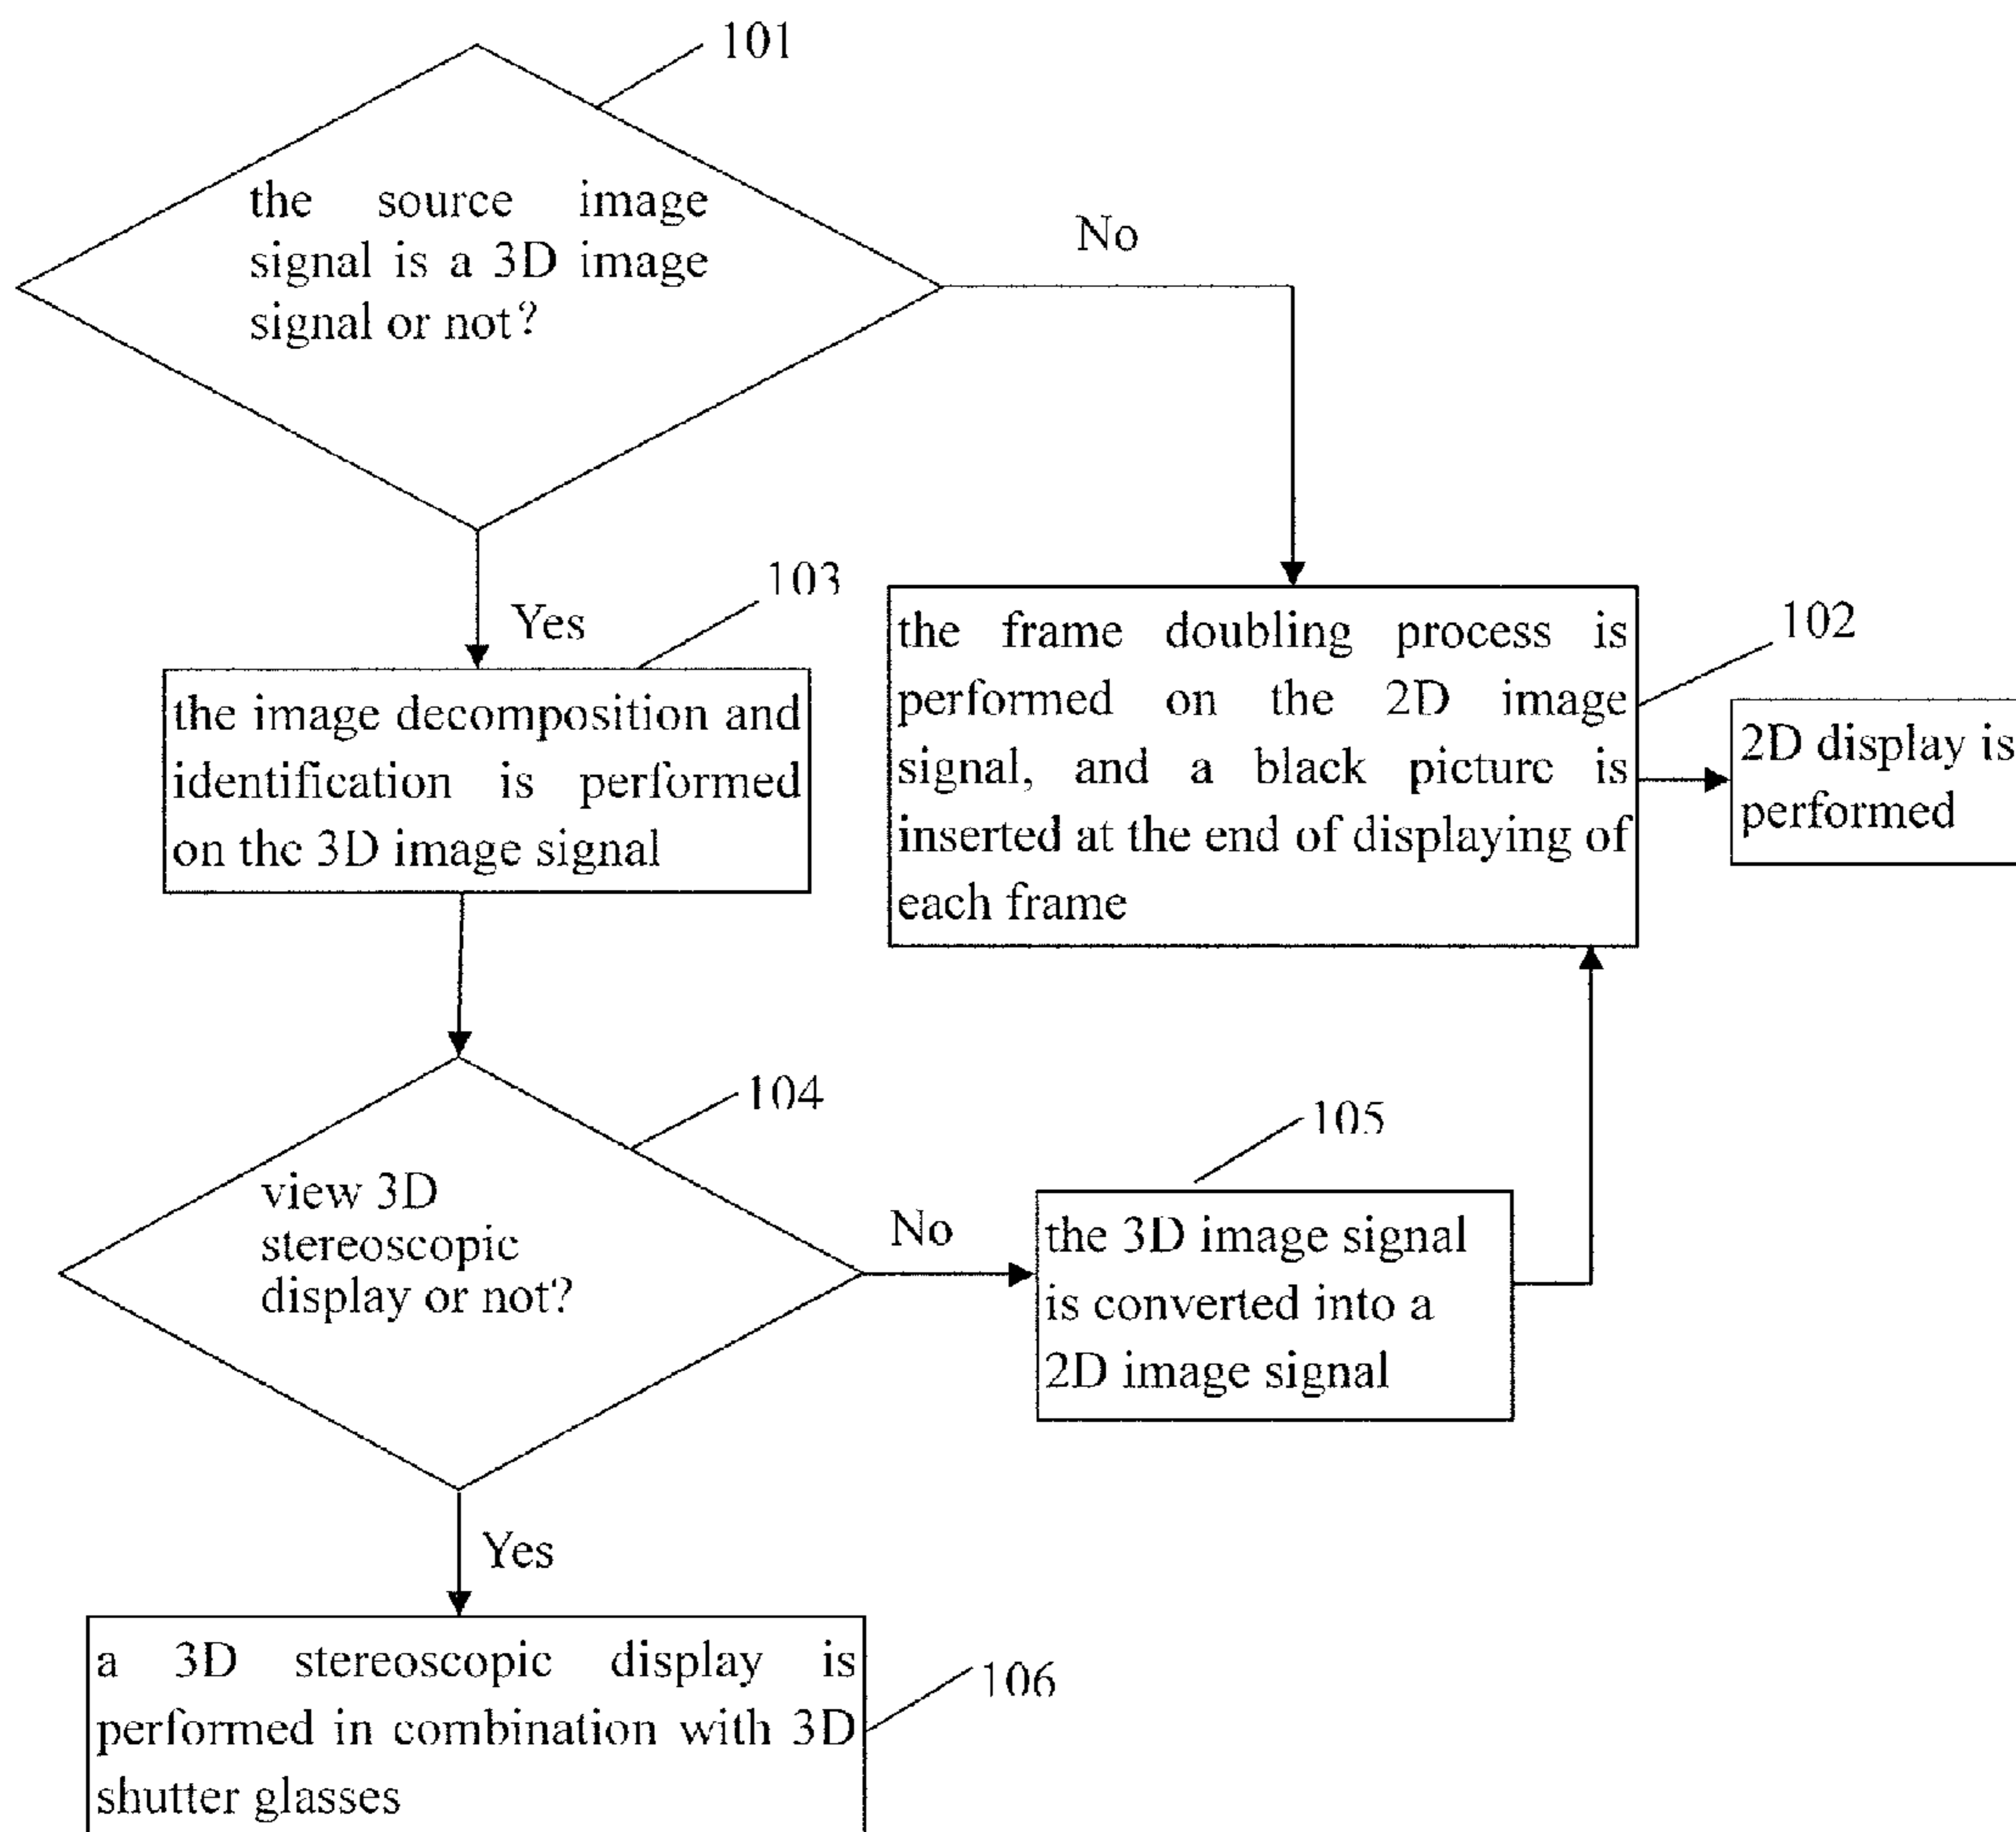 101
the source image
signal is a 3D image
signal or not?
No
Yes
103
the image decomposition and
identification is performed
on the 3D image signal
the frame doubling process is
performed on the 2D image
signal, and a black picture is
inserted at the end of displaying of
each frame
102
2D display is
performed
104
view 3D
stereoscopic
display or not?
No
105
the 3D image signal
is converted into a
2D image signal
Yes
a 3D stereoscopic display is
performed in combination with 3D
shutter glasses
106